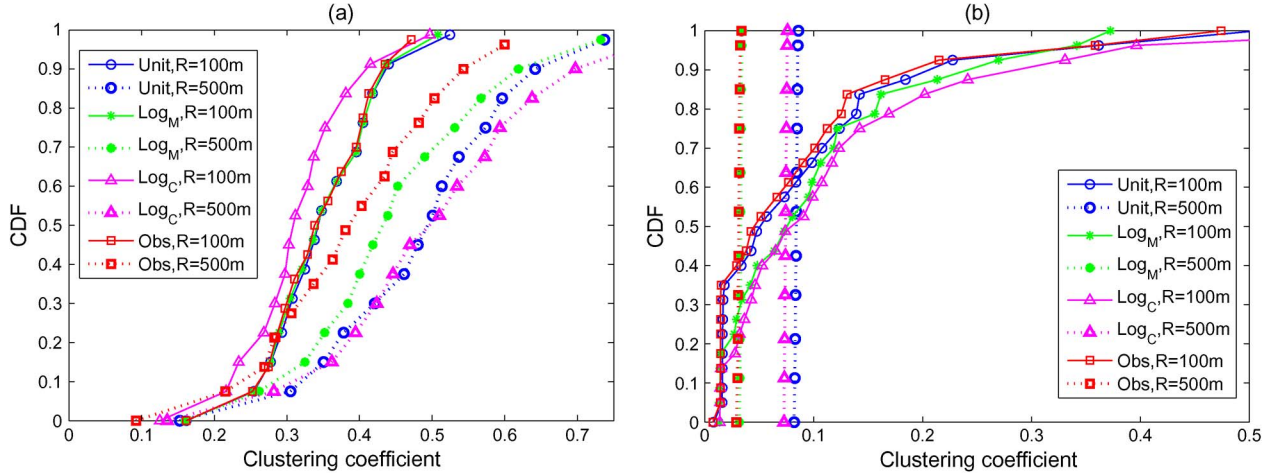 (a)
CDF
1
0.9
0.8
0.7
0.6
0.5
0.4
0.3
0.2
0.1
0
Unit,R=100m
Unit,R=500m
Log_M,R=100m
Log_M,R=500m
Log_C,R=100m
Log_C,R=500m
Obs,R=100m
Obs,R=500m
0 0.1 0.2 0.3 0.4 0.5 0.6 0.7
Clustering coefficient
(b)
CDF
1
0.9
0.8
0.7
0.6
0.5
0.4
0.3
0.2
0.1
0
Unit,R=100m
Unit,R=500m
Log_M,R=100m
Log_M,R=500m
Log_C,R=100m
Log_C,R=500m
Obs,R=100m
Obs,R=500m
0 0.1 0.2 0.3 0.4 0.5
Clustering coefficient